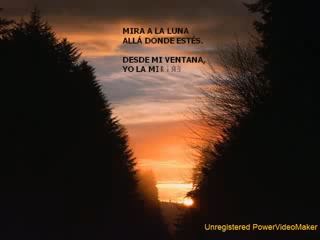 MIRA A LA LUNA
ALLÁ DONDE ESTÉS.
DESDE MI VENTANA,
YO LA
Unregistered PowerVideoMaker